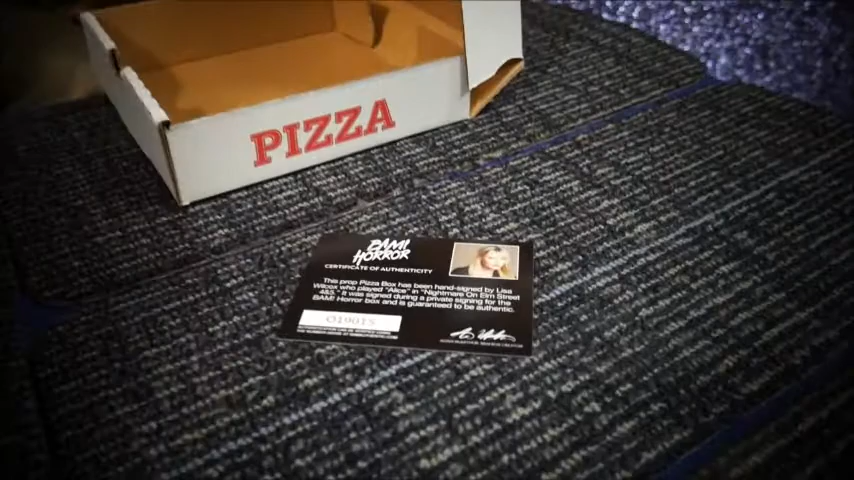 PIZZA
BAM!
HORROR
CERTIFICATE OF AUTHENTICITY
This prop Pizza Box has been hand-signed by Lisa
Wilcox who played "Alice" in "Nightmare On Elm Street
4&5." It was signed during a private signing for the
BAM! Horror box and is guaranteed to be authentic.
O19015